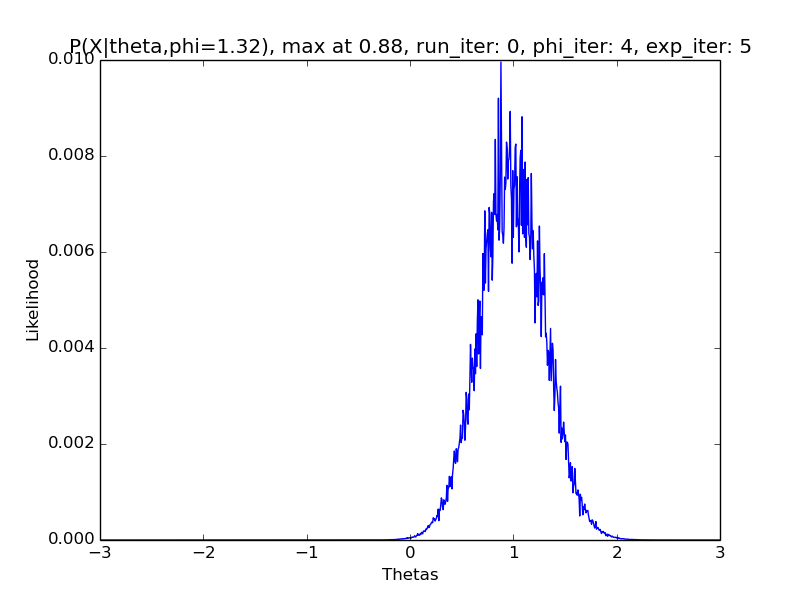 P(X|theta,phi=1.32), max at 0.88, run_iter: 0, phi_iter: 4, exp_iter: 5
0.010
0.008
0.006
0.004
0.002
0.000
Likelihood
−3 −2 −1 0 1 2 3
Thetas